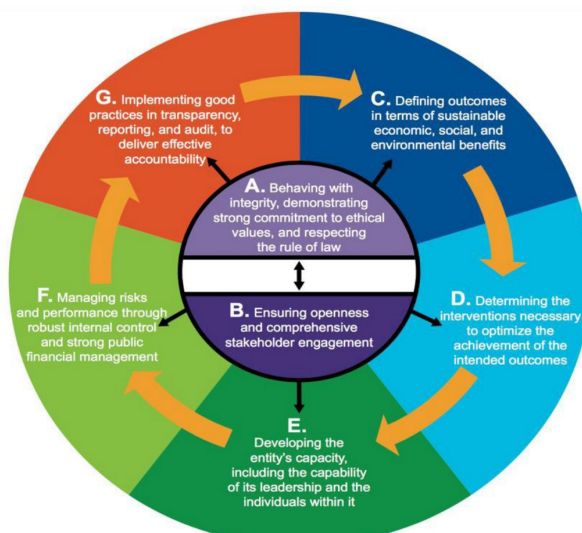 G. Implementing good
practices in transparency,
reporting, and audit, to
deliver effective
accountability
C. Defining outcomes
in terms of sustainable
economic, social, and
environmental benefits
A. Behaving with
integrity, demonstrating
strong commitment to ethical
values, and respecting
the rule of law
F. Managing risks
and performance through
robust internal control
and strong public
financial management
B. Ensuring openness
and comprehensive
stakeholder engagement
D. Determining the
interventions necessary
to optimize the
achievement of the
intended outcomes
E.
Developing the
entity's capacity,
including the capability
of its leadership and the
individuals within it